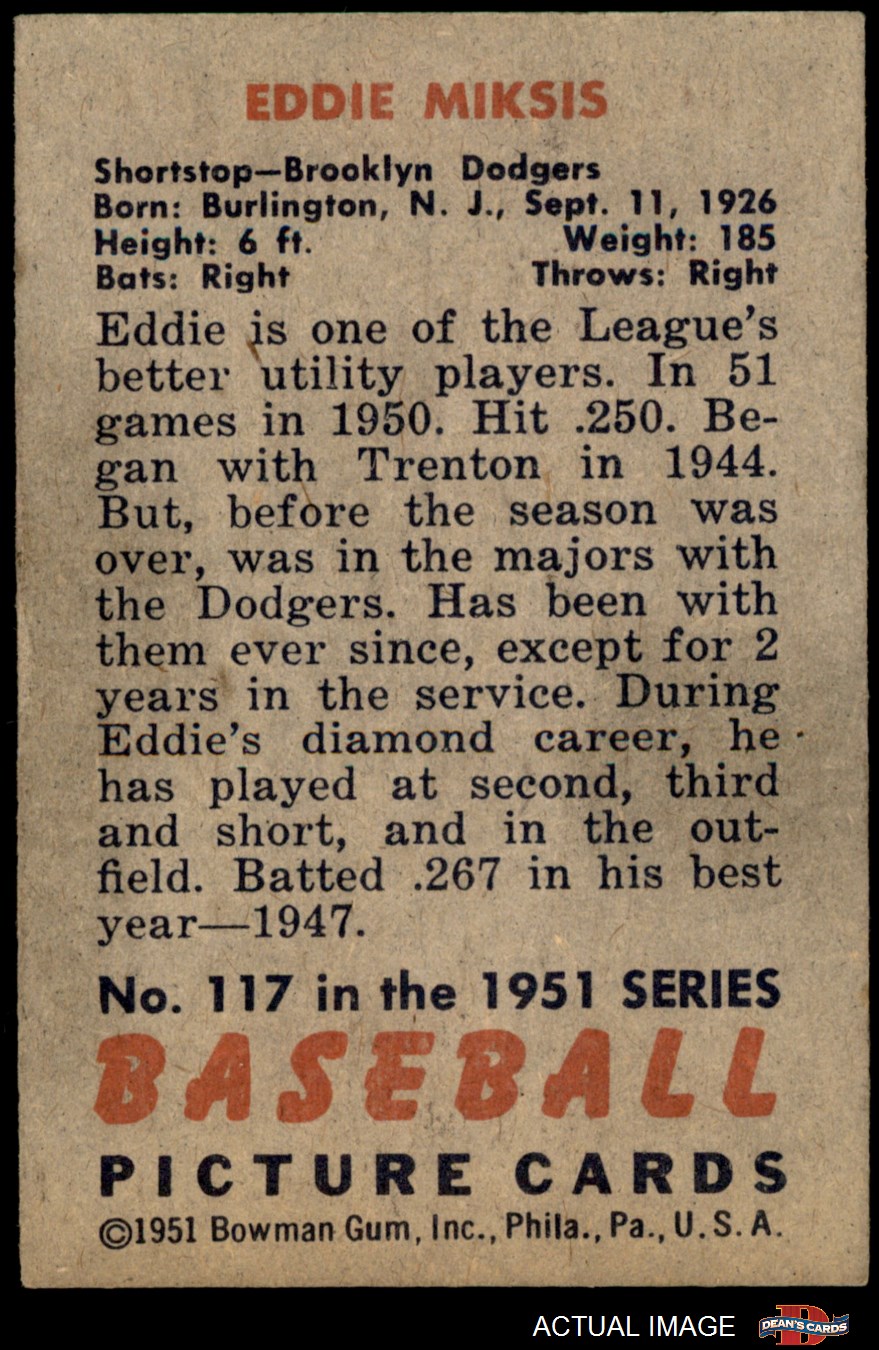 EDDIE MIKSIS
Shortstop—Brooklyn Dodgers
Born: Burlington, N. J., Sept. 11, 1926
Height: 6 ft. Weight: 185
Bats: Right Throws: Right
Eddie is one of the League's
better utility players. In 51
games in 1950. Hit .250. Be-
gan with Trenton in 1944.
But, before the season was
over, was in the majors with
the Dodgers. Has been with
them ever since, except for 2
years in the service. During
Eddie's diamond career, he
has played at second, third
and short, and in the out-
field. Batted .267 in his best
year—1947.
No. 117 in the 1951 SERIES
BASEBALL
PICTURE CARDS
©1951 Bowman Gum, Inc., Phila., Pa., U. S. A.
ACTUAL IMAGE
D
DEAN'S CARDS